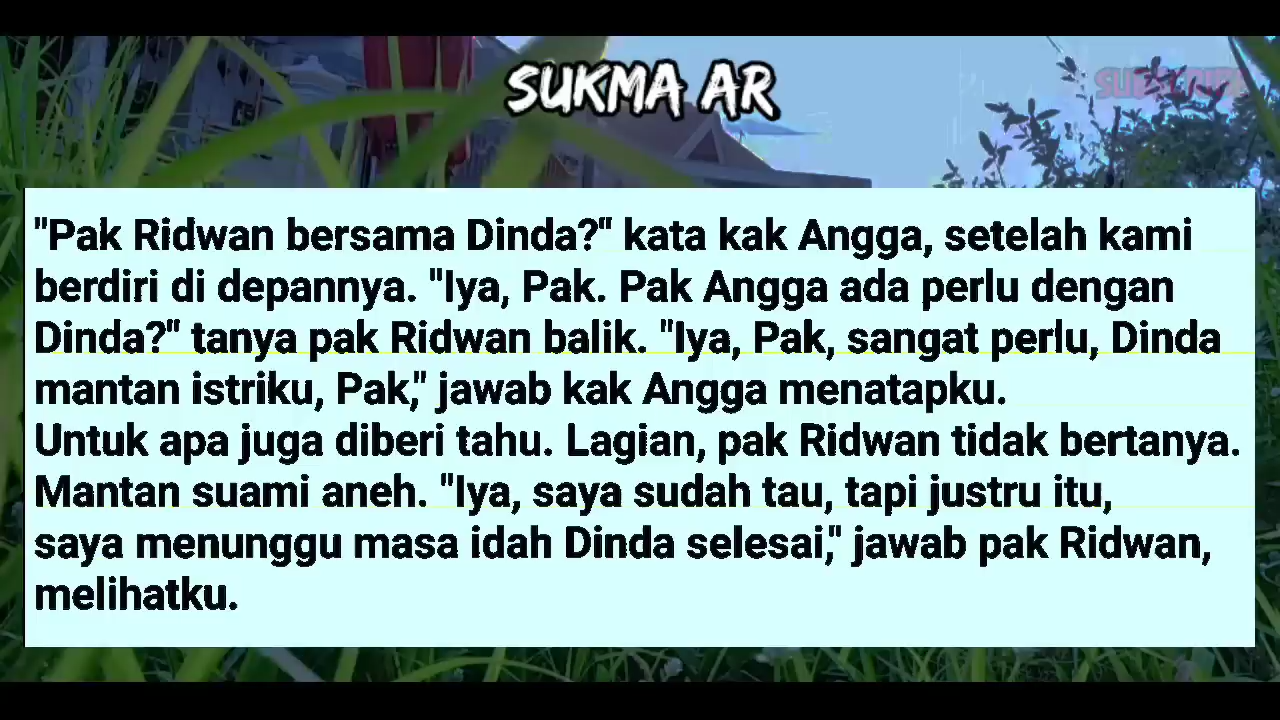 SUKMA AR
SUBSCRIBE
"Pak Ridwan bersama Dinda?" kata kak Angga, setelah kami
berdiri di depannya. "Iya, Pak. Pak Angga ada perlu dengan
Dinda?" tanya pak Ridwan balik. "Iya, Pak, sangat perlu, Dinda
mantan istriku, Pak," jawab kak Angga menatapku.
Untuk apa juga diberi tahu. Lagian, pak Ridwan tidak bertanya.
Mantan suami aneh. "Iya, saya sudah tau, tapi justru itu,
saya menunggu masa idah Dinda selesai," jawab pak Ridwan,
melihatku.